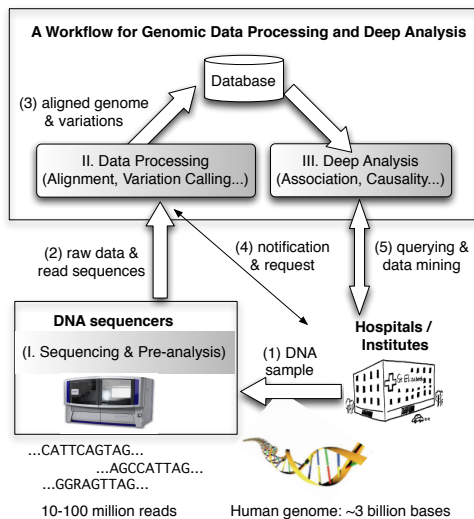 A Workflow for Genomic Data Processing and Deep Analysis
Database
(3) aligned genome
& variations
II. Data Processing
(Alignment, Variation Calling...)
III. Deep Analysis
(Association, Causality...)
(2) raw data &
read sequences
(4) notification
& request
(5) querying &
data mining
DNA sequencers
(I. Sequencing & Pre-analysis)
Hospitals /
Institutes
(1) DNA
sample
...CATTCAGTAG...
...AGCCATTAG...
...GGRAGTTAG...
10-100 million reads
Human genome: ~3 billion bases